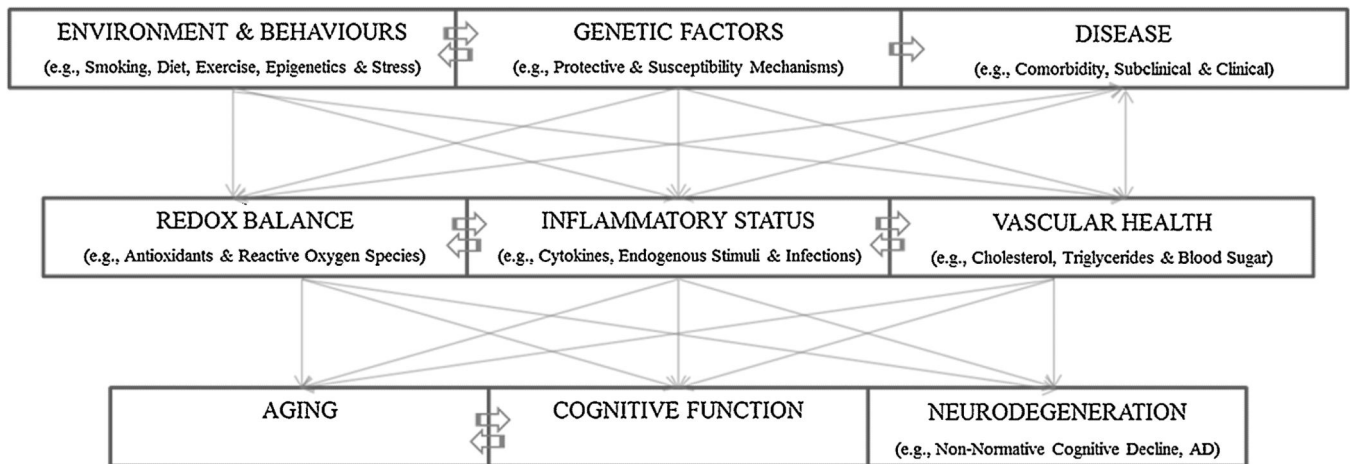 ENVIRONMENT & BEHAVIOURS
(e.g., Smoking, Diet, Exercise, Epigenetics & Stress)
GENETIC FACTORS
(e.g., Protective & Susceptibility Mechanisms)
DISEASE
(e.g., Comorbidity, Subclinical & Clinical)
REDOX BALANCE
(e.g., Antioxidants & Reactive Oxygen Species)
INFLAMMATORY STATUS
(e.g., Cytokines, Endogenous Stimuli & Infections)
VASCULAR HEALTH
(e.g., Cholesterol, Triglycerides & Blood Sugar)
AGING
COGNITIVE FUNCTION
NEURODEGENERATION
(e.g., Non-Normative Cognitive Decline, AD)